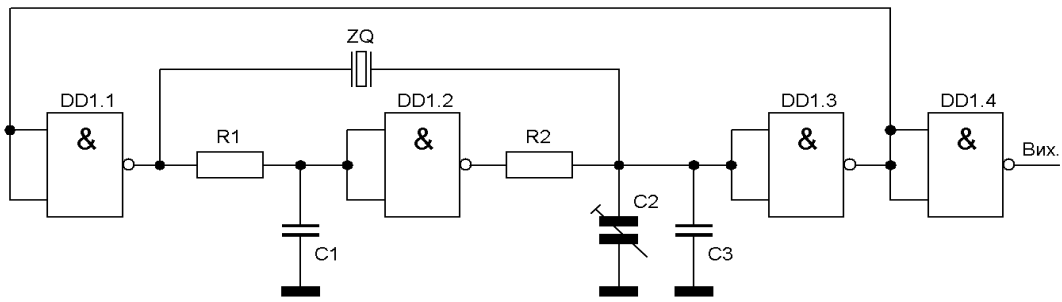 ZQ
DD1.1
DD1.2
DD1.3
DD1.4
&
R1
&
R2
&
&
Вих.
C1
C2
C3